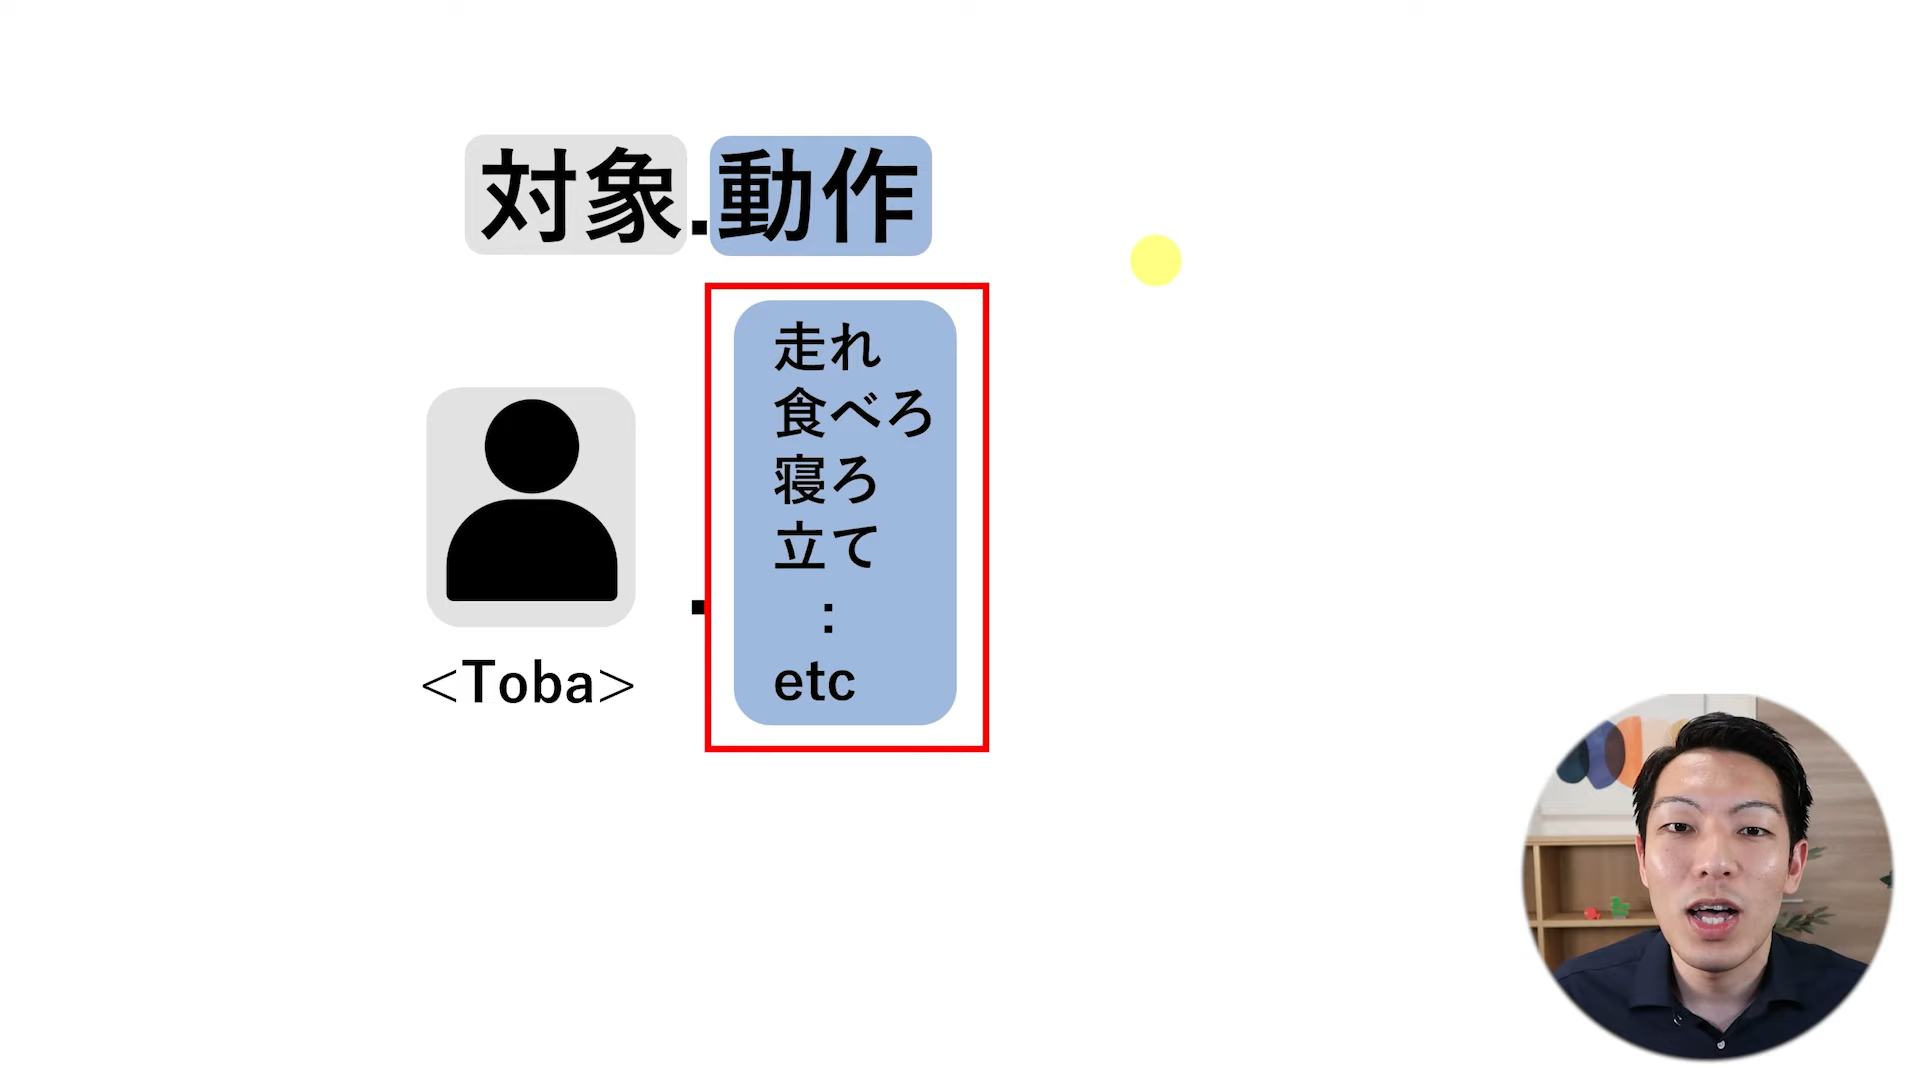 対象.動作
走れ
食べろ
寝ろ
立て
:
etc
.
<Toba>